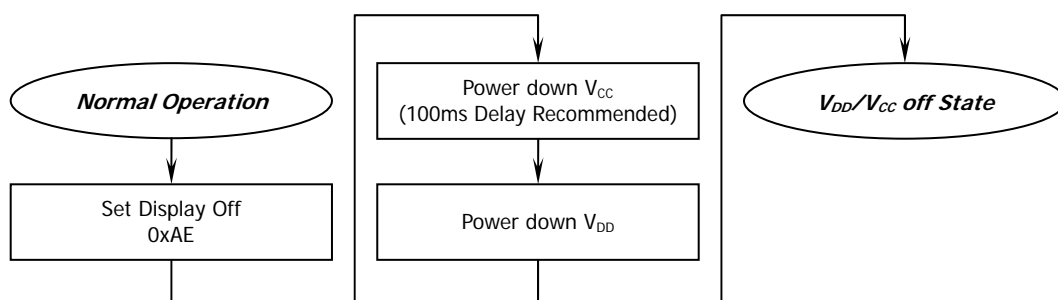 Normal Operation
Set Display Off
0xAE
Power down VCC
(100ms Delay Recommended)
Power down VDD
VDD/VCC off State